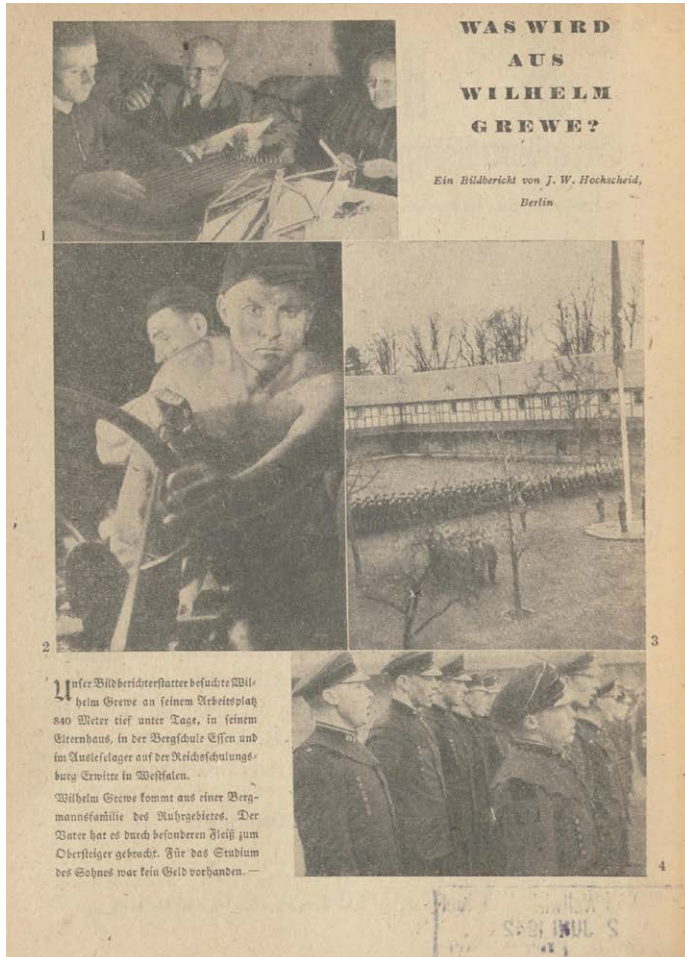 WAS WIRD
AUS
WILHELM
GREWE?
Ein Bildbericht von J. W. Hochscheid,
Berlin
1
2
3
Unser Bildberichterstatter besuchte Wil-
helm Grewe an seinem Arbeitsplatz
840 Meter tief unter Tage, in seinem
Elternhaus, in der Bergschule Essen und
im Ausleselager auf der Reichsschulungs-
burg Erwitte in Westfalen.
Wilhelm Grewe kommt aus einer Berg-
mannsfamilie des Ruhrgebietes. Der
Vater hat es durch besonderen Fleiß zum
Obersteiger gebracht. Für das Studium
des Sohnes war kein Geld vorhanden. —
4
2. JUNI 1942